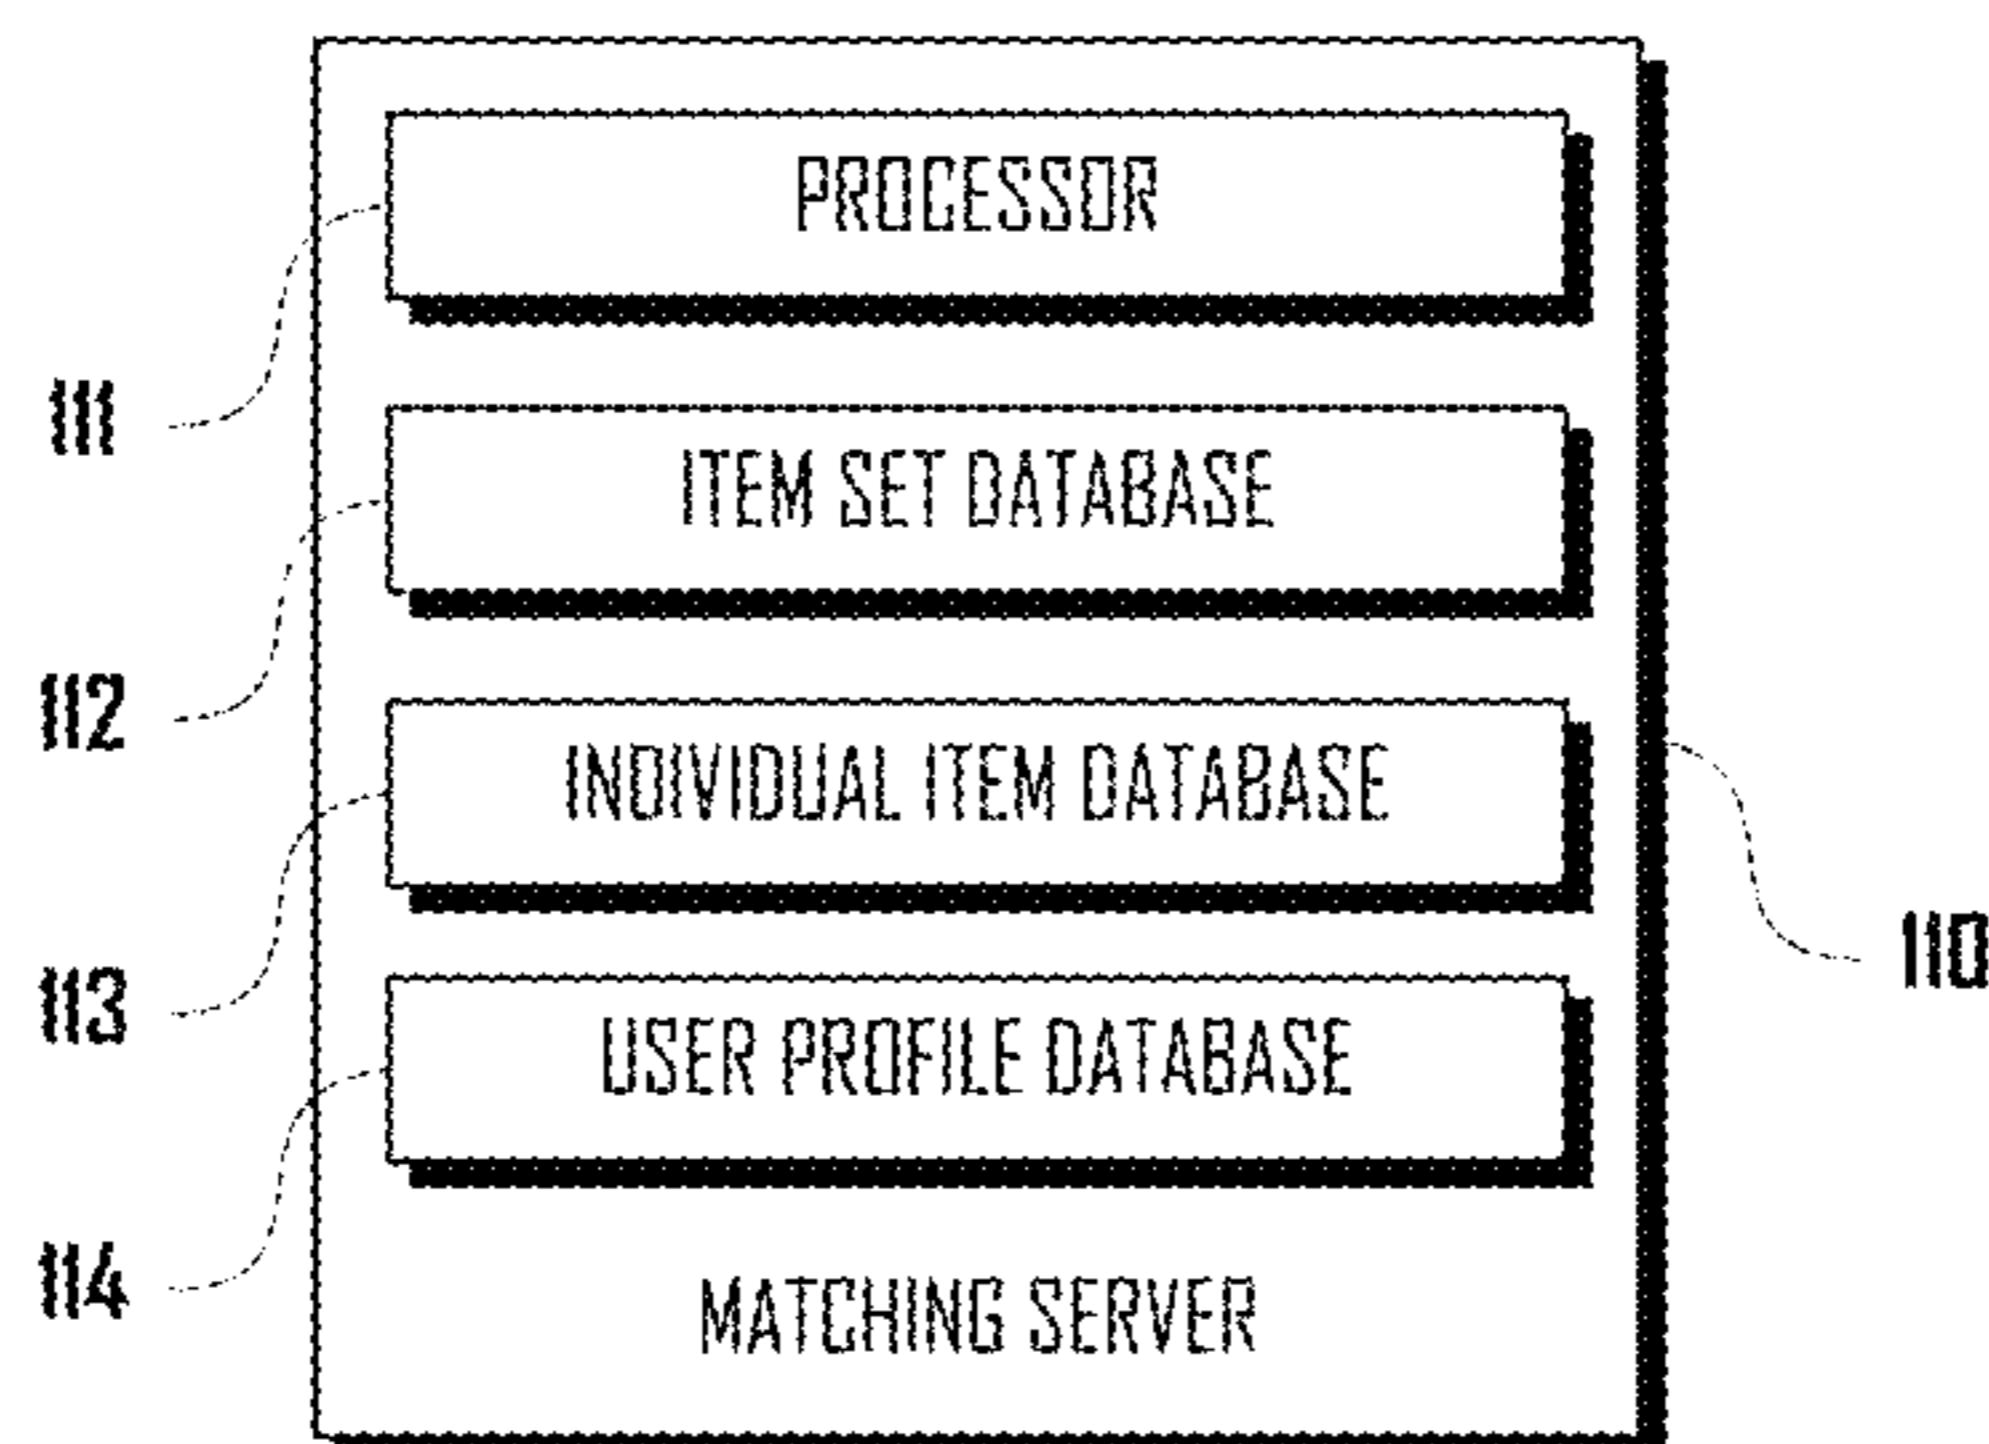 PROCESSOR
111
ITEM SET DATABASE
112
INDIVIDUAL ITEM DATABASE
110
113
USER PROFILE DATABASE
114
MATCHING SERVER